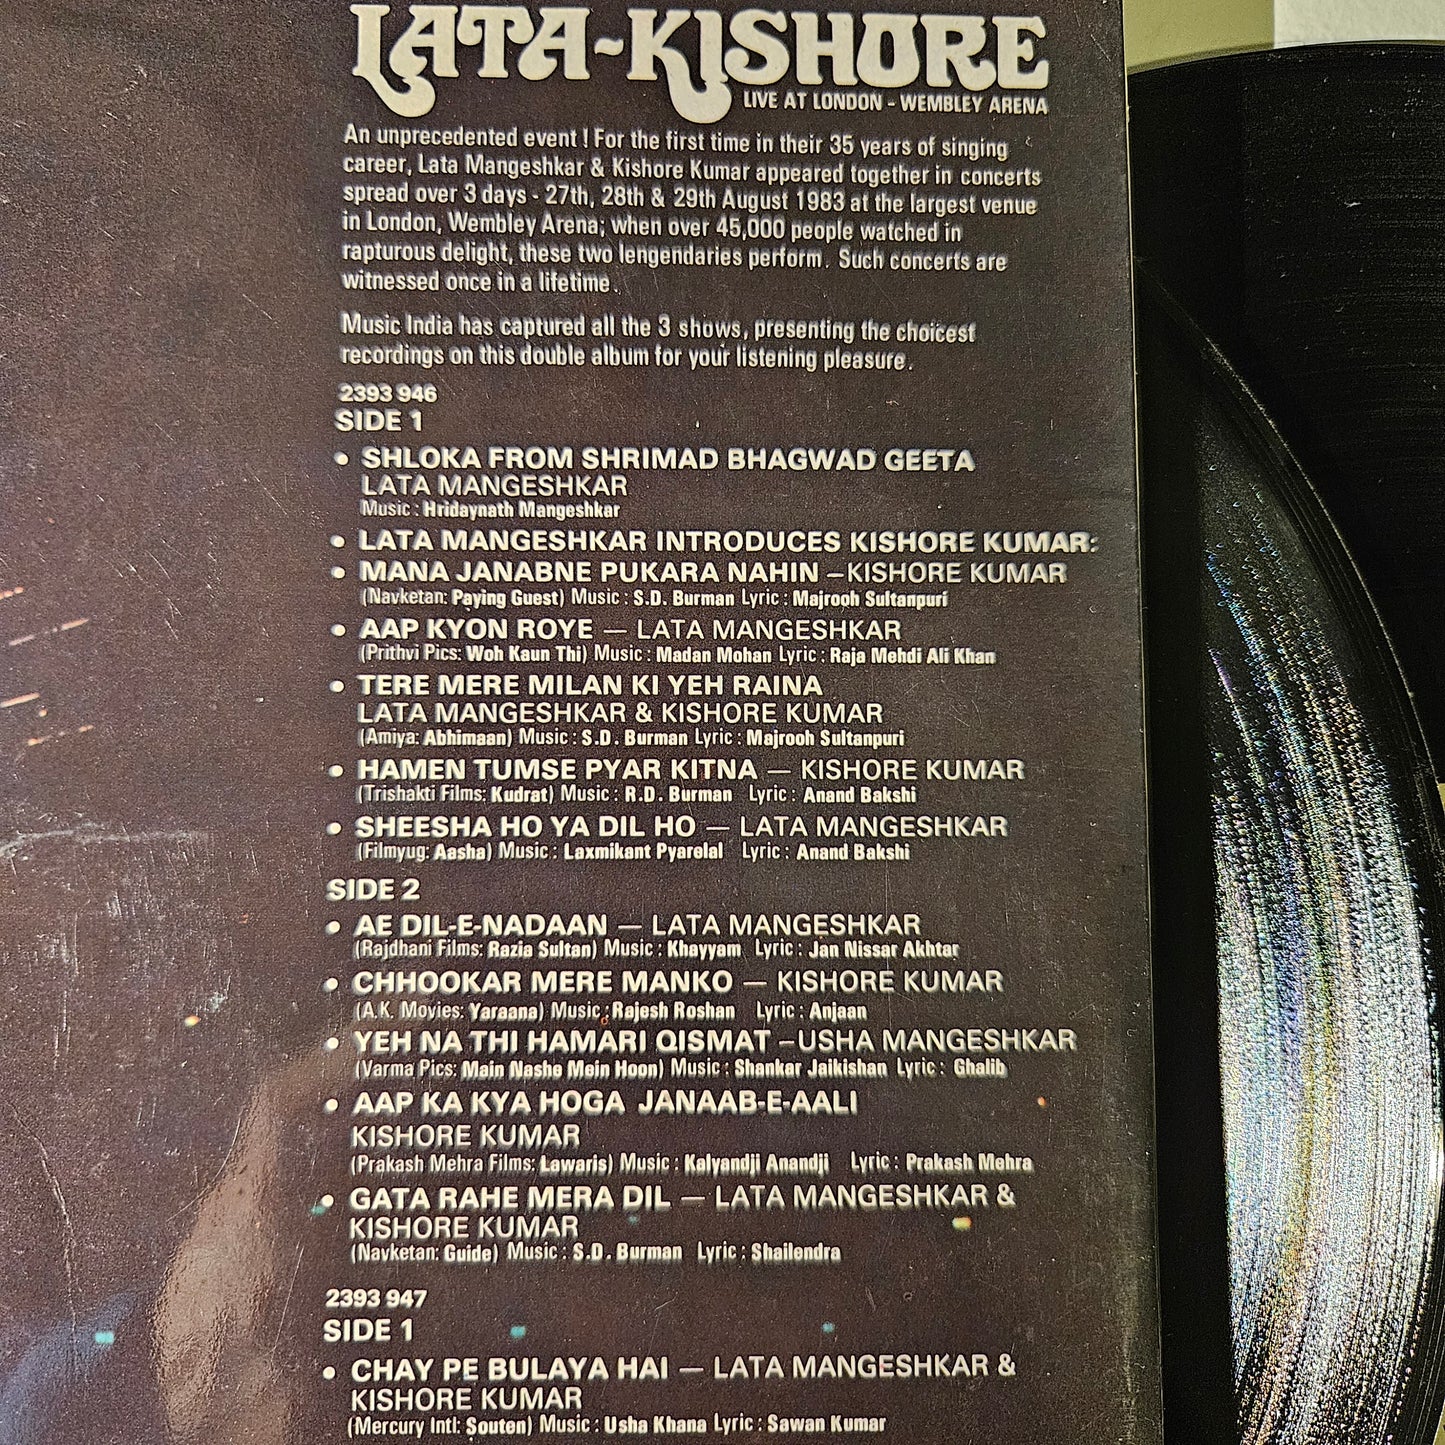 LATA-KISHORE
LIVE AT LONDON - WEMBLEY ARENA
An unprecedented event ! For the first time in their 35 years of singing
career, Lata Mangeshkar & Kishore Kumar appeared together in concerts
spread over 3 days - 27th, 28th & 29th August 1983 at the largest venue
in London, Wembley Arena; when over 45,000 people watched in
rapturous delight, these two lengendaries perform. Such concerts are
witnessed once in a lifetime.
Music India has captured all the 3 shows, presenting the choicest
recordings on this double album for your listening pleasure.
2393 946
SIDE 1
• SHLOKA FROM SHRIMAD BHAGWAD GEETA
LATA MANGESHKAR
Music : Hridaynath Mangeshkar
• LATA MANGESHKAR INTRODUCES KISHORE KUMAR:
• MANA JANABNE PUKARA NAHIN –KISHORE KUMAR
(Navketan: Paying Guest) Music : S.D. Burman Lyric : Majrooh Sultanpuri
• AAP KYON ROYE — LATA MANGESHKAR
(Prithvi Pics: Woh Kaun Thi) Music : Madan Mohan Lyric : Raja Mehdi Ali Khan
• TERE MERE MILAN KI YEH RAINA
LATA MANGESHKAR & KISHORE KUMAR
(Amiya: Abhimaan) Music : S.D. Burman Lyric : Majrooh Sultanpuri
• HAMEN TUMSE PYAR KITNA — KISHORE KUMAR
(Trishakti Films: Kudrat) Music : R.D. Burman Lyric : Anand Bakshi
• SHEESHA HO YA DIL HO — LATA MANGESHKAR
(Filmyug: Aasha) Music : Laxmikant Pyarelal Lyric : Anand Bakshi
SIDE 2
• AE DIL-E-NADAAN — LATA MANGESHKAR
(Rajdhani Films: Razia Sultan) Music : Khayyam Lyric : Jan Nissar Akhtar
• CHHOOKAR MERE MANKO — KISHORE KUMAR
(A.K. Movies: Yaraana) Music : Rajesh Roshan Lyric : Anjaan
• YEH NA THI HAMARI QISMAT –USHA MANGESHKAR
(Varma Pics: Main Nashe Mein Hoon) Music : Shankar Jaikishan Lyric : Ghalib
• AAP KA KYA HOGA JANAAB-E-AALI
KISHORE KUMAR
(Prakash Mehra Films: Lawaris) Music : Kalyandji Anandji Lyric : Prakash Mehra
• GATA RAHE MERA DIL — LATA MANGESHKAR &
KISHORE KUMAR
(Navketan: Guide) Music : S.D. Burman Lyric : Shailendra
2393 947
SIDE 1
• CHAY PE BULAYA HAI — LATA MANGESHKAR &
KISHORE KUMAR
(Mercury Intl: Souten) Music : Usha Khana Lyric : Sawan Kumar